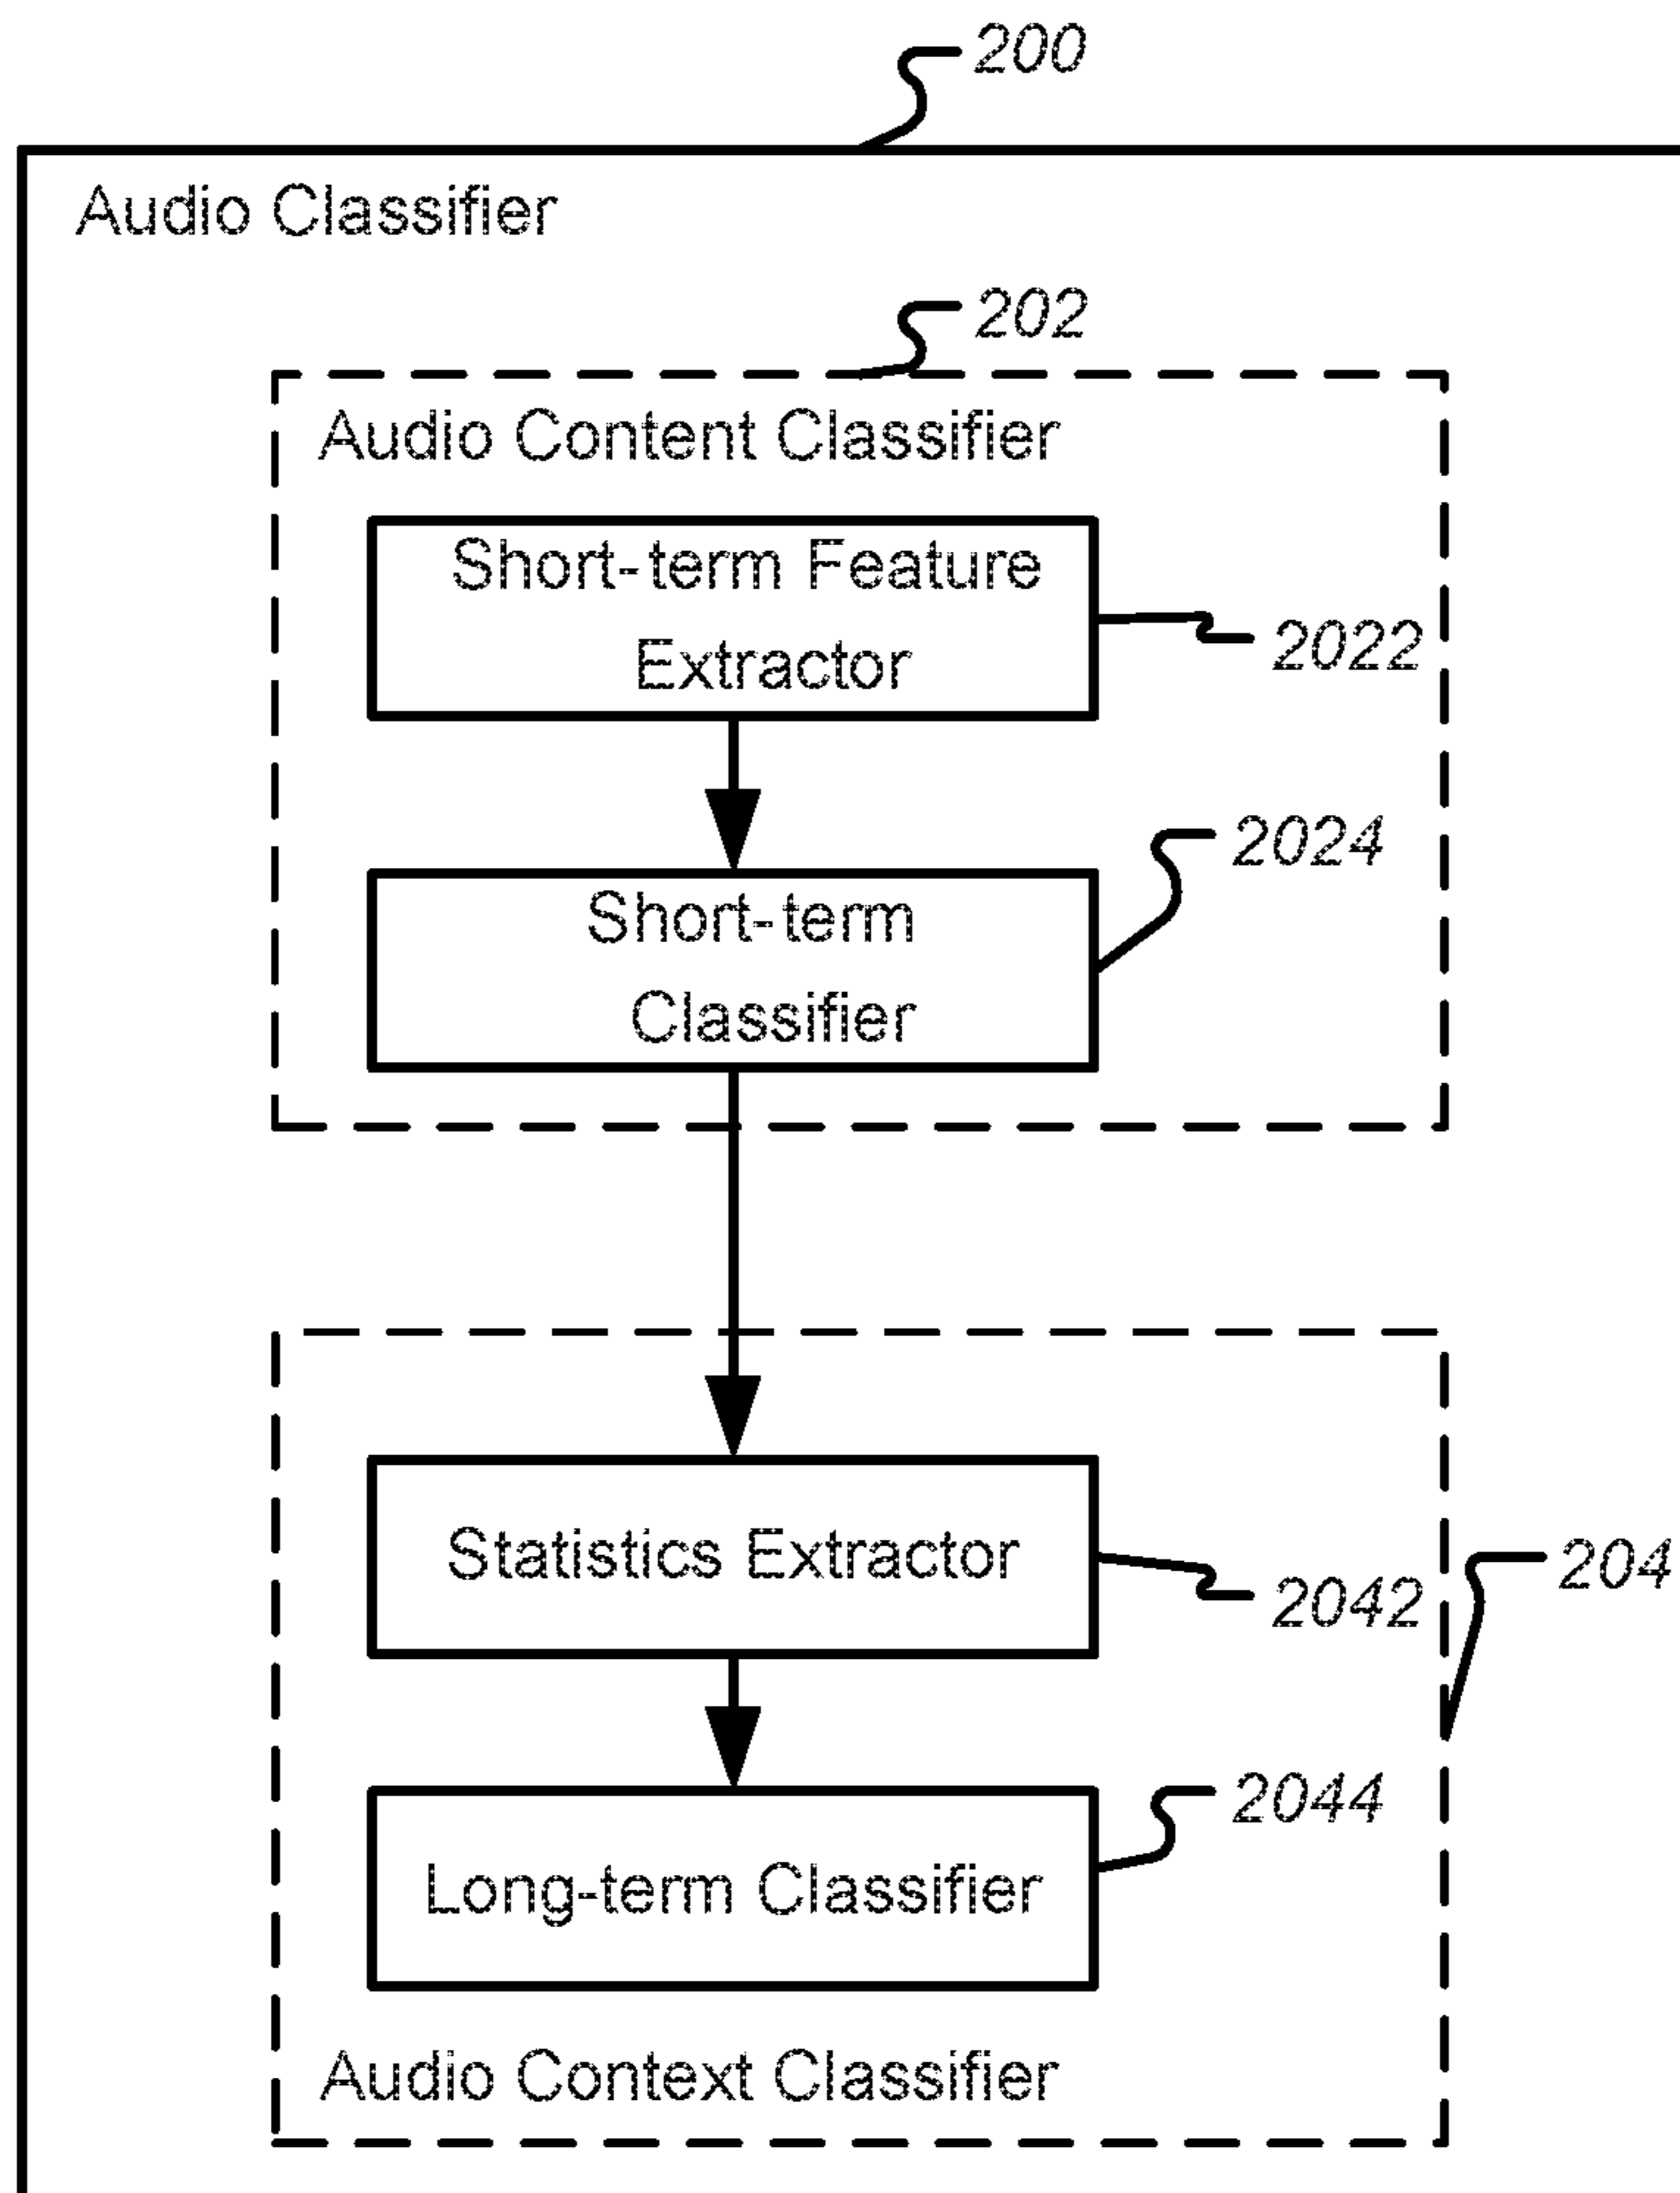 200
Audio Classifier
202
Audio Content Classifier
Short-term Feature
Extractor
2022
2024
Short-term
Classifier
Statistics Extractor
2042
204
2044
Long-term Classifier
Audio Context Classifier